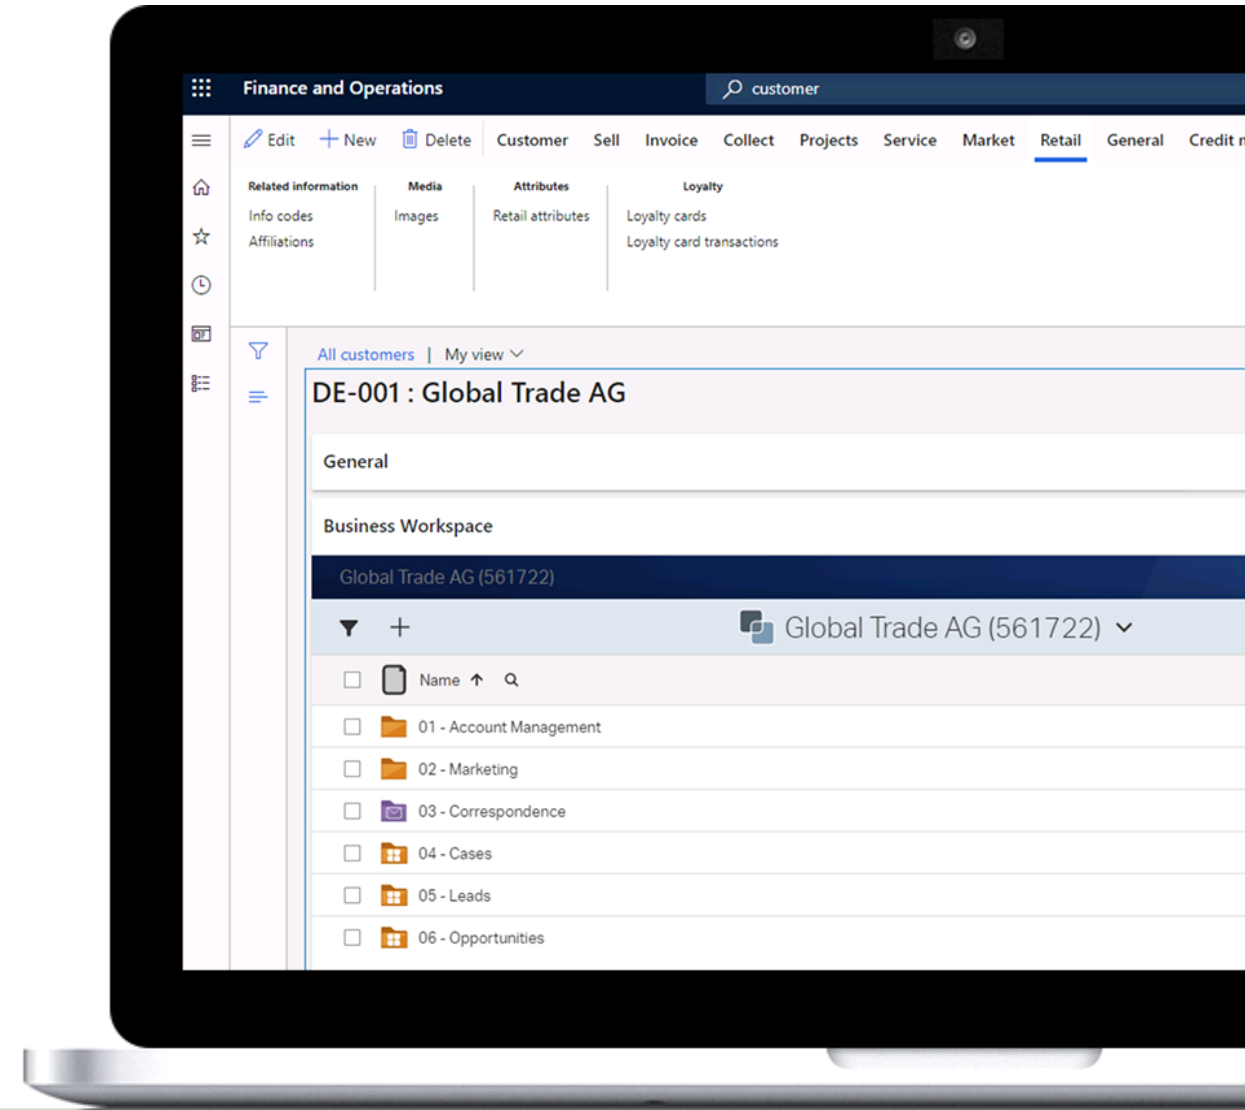 Finance and Operations
customer
Edit New Delete Customer Sell Invoice Collect Projects Service Market Retail General Credit
Related information Media Attributes Loyalty
Info codes Images Retail attributes Loyalty cards
Affiliations Loyalty card transactions
All customers | My view
DE-001 : Global Trade AG
General
Business Workspace
Global Trade AG (561722)
Global Trade AG (561722)
Name
01 - Account Management
02 - Marketing
03 - Correspondence
04 - Cases
05 - Leads
06 - Opportunities